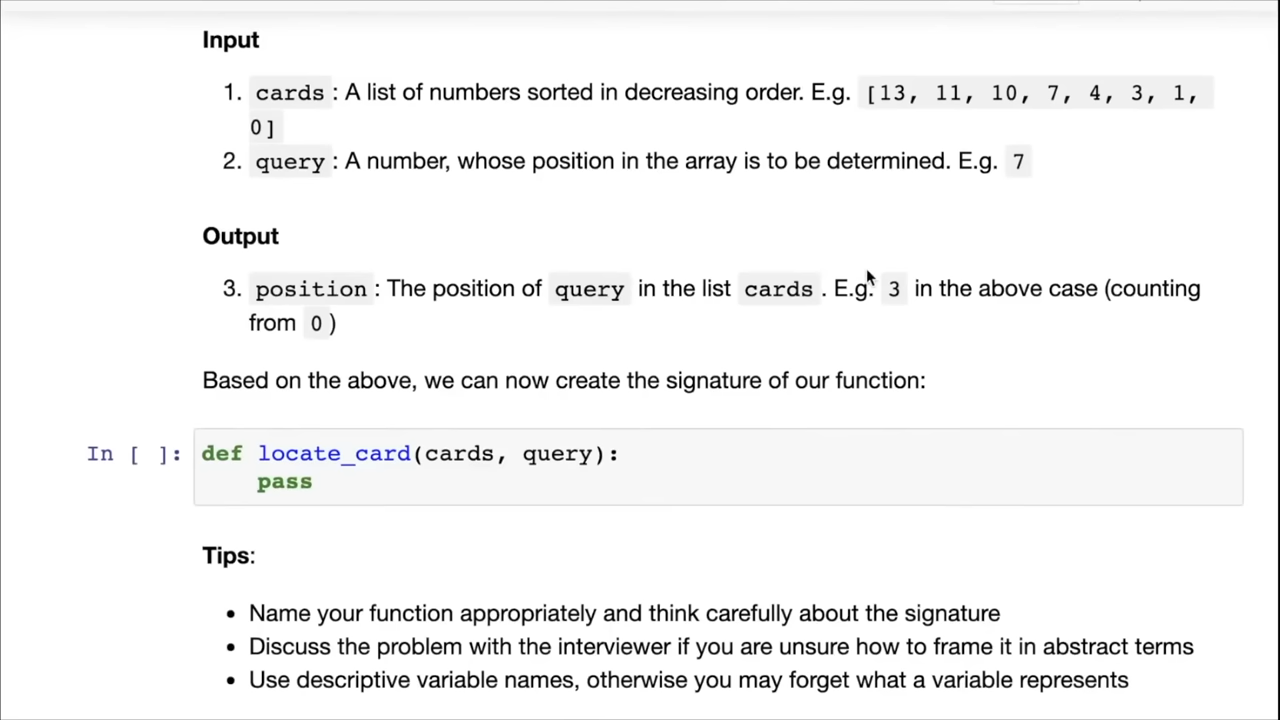 Input
1. cards : A list of numbers sorted in decreasing order. E.g. [13, 11, 10, 7, 4, 3, 1,
0]
2. query : A number, whose position in the array is to be determined. E.g. 7
Output
3. position : The position of query in the list cards . E.g. 3 in the above case (counting
from 0 )
Based on the above, we can now create the signature of our function:
In [ ]: def locate_card(cards, query):
pass
Tips:
• Name your function appropriately and think carefully about the signature
• Discuss the problem with the interviewer if you are unsure how to frame it in abstract terms
• Use descriptive variable names, otherwise you may forget what a variable represents